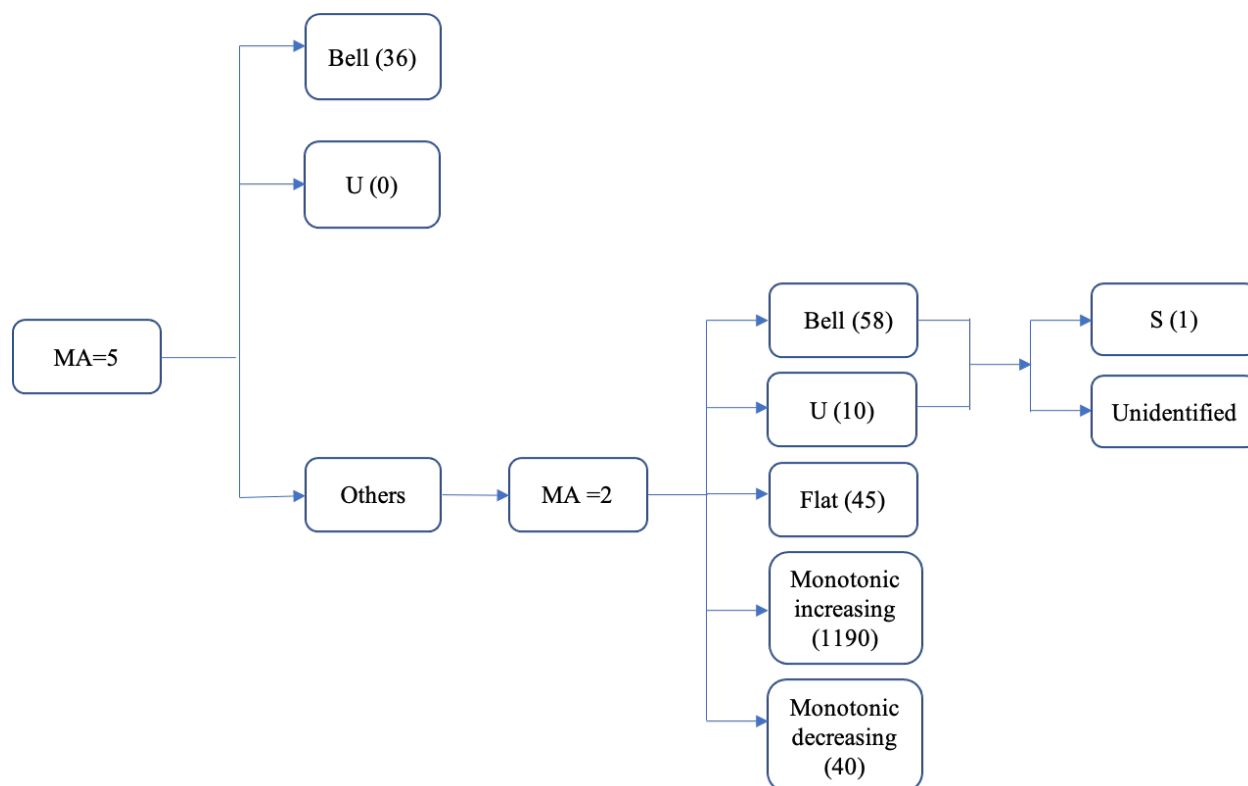 Bell (36)
U (0)
MA=5
Others
MA =2
Bell (58)
U (10)
Flat (45)
Monotonic
increasing
(1190)
Monotonic
decreasing
(40)
S (1)
Unidentified